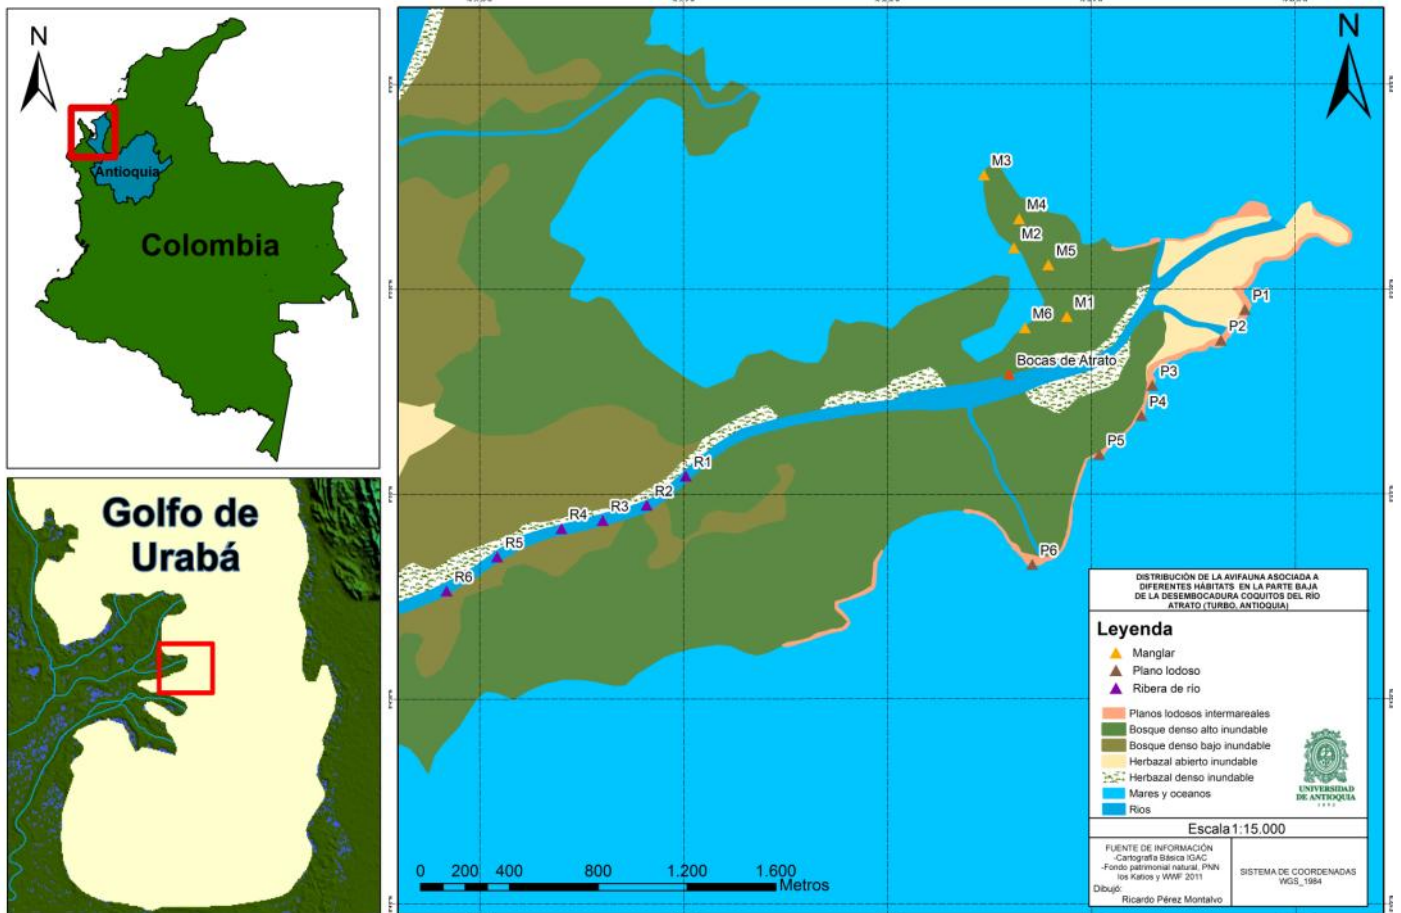 N
Antioquia
Colombia
Golfo de
Urabá
N
M3
M4
M2
M5
M1
M6
Bocas de Atrato
P1
P2
P3
P4
P5
P6
R1
R2
R3
R4
R5
R6
0 200 400 800 1.200 1.600
Metros
DISTRIBUCIÓN DE LA AVIFAUNA ASOCIADA A
DIFERENTES HÁBITATS EN LA PARTE BAJA
DE LA DESEMBOCADURA COQUITOS DEL RÍO
ATRATO (TURBO, ANTIOQUIA)
Leyenda
Manglar
Plano lodoso
Ribera de río
Planos lodosos intermareales
Bosque denso alto inundable
Bosque denso bajo inundable
Herbazal abierto inundable
Herbazal denso inundable
Mares y oceanos
Rios
UNIVERSIDAD
DE ANTIOQUIA
1803
Escala 1:15.000
FUENTE DE INFORMACIÓN
-Cartografía Básica IGAC
-Fondo patrimonial natural, PNN
los Katios y WWF 2011
Dibujó:
Ricardo Pérez Montalvo
SISTEMA DE COORDENADAS
WGS_1984